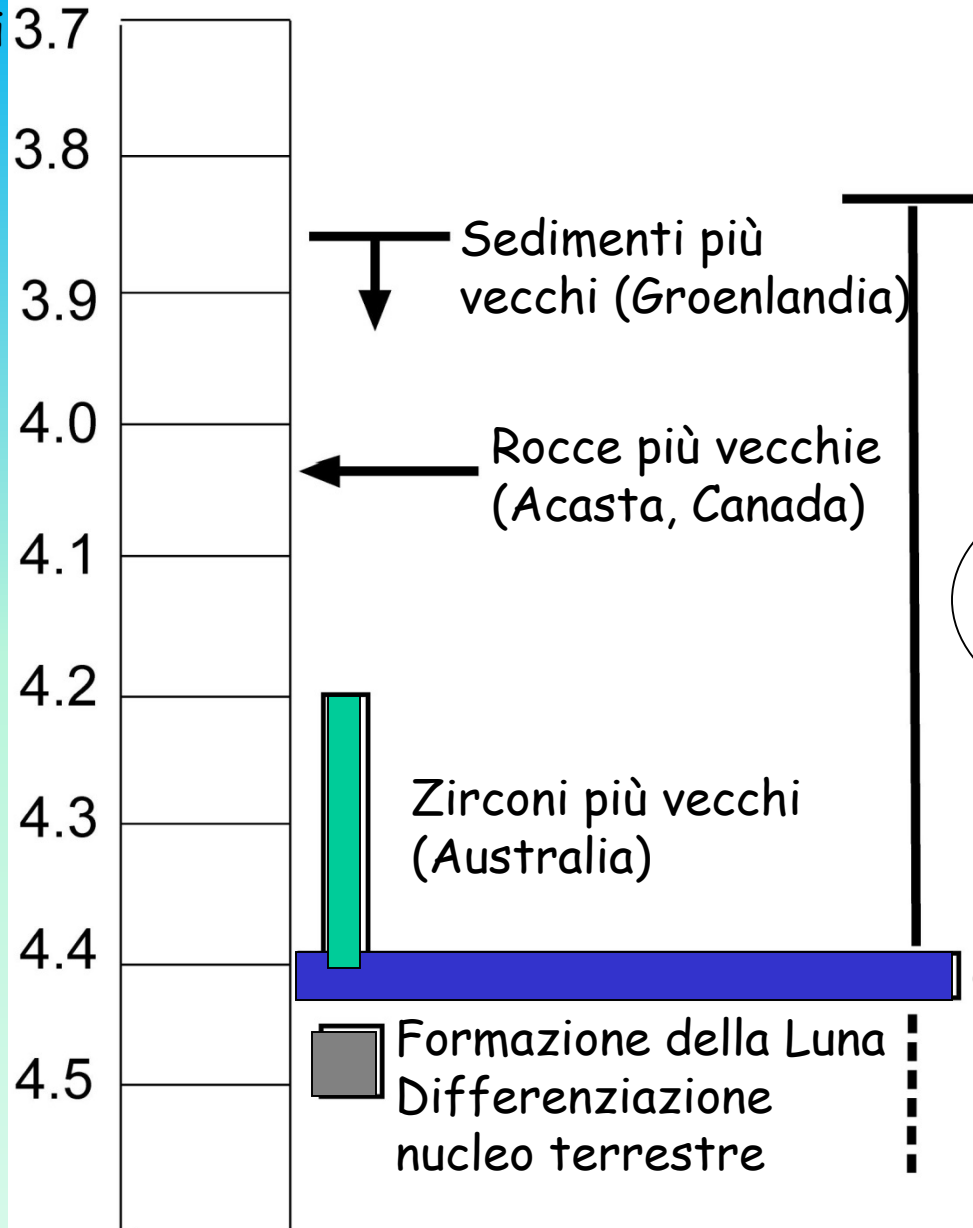 3.7
3.8
Sedimenti più
vecchi (Groenlandia)
3.9
4.0
Rocce più vecchie
(Acasta, Canada)
4.1
4.2
Zirconi più vecchi
(Australia)
4.3
4.4
Formazione della Luna
4.5
Differenziazione
nucleo terrestre